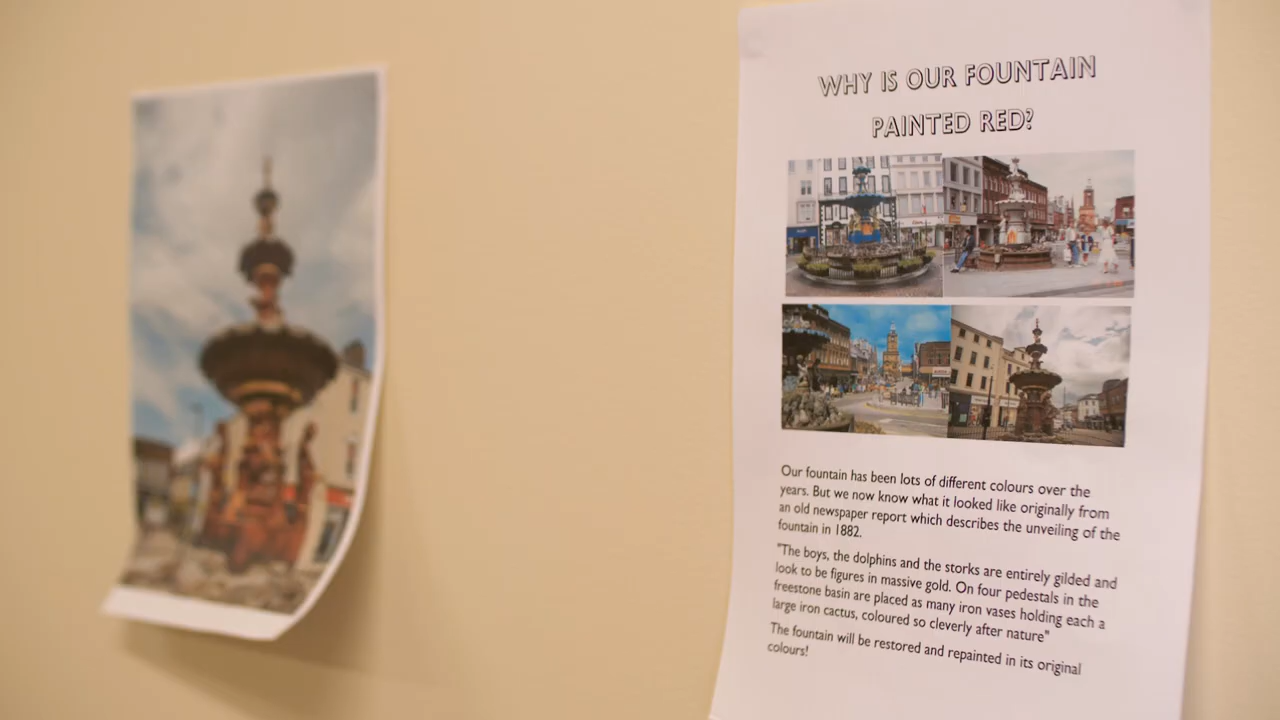 WHY IS OUR FOUNTAIN
PAINTED RED?
Our fountain has been lots of different colours over the
years. But we now know what it looked like originally from
an old newspaper report which describes the unveiling of the
fountain in 1882.
"The boys, the dolphins and the storks are entirely gilded and
look to be figures in massive gold. On four pedestals in the
freestone basin are placed as many iron vases holding each a
large iron cactus, coloured so cleverly after nature"
The fountain will be restored and repainted in its original
colours!